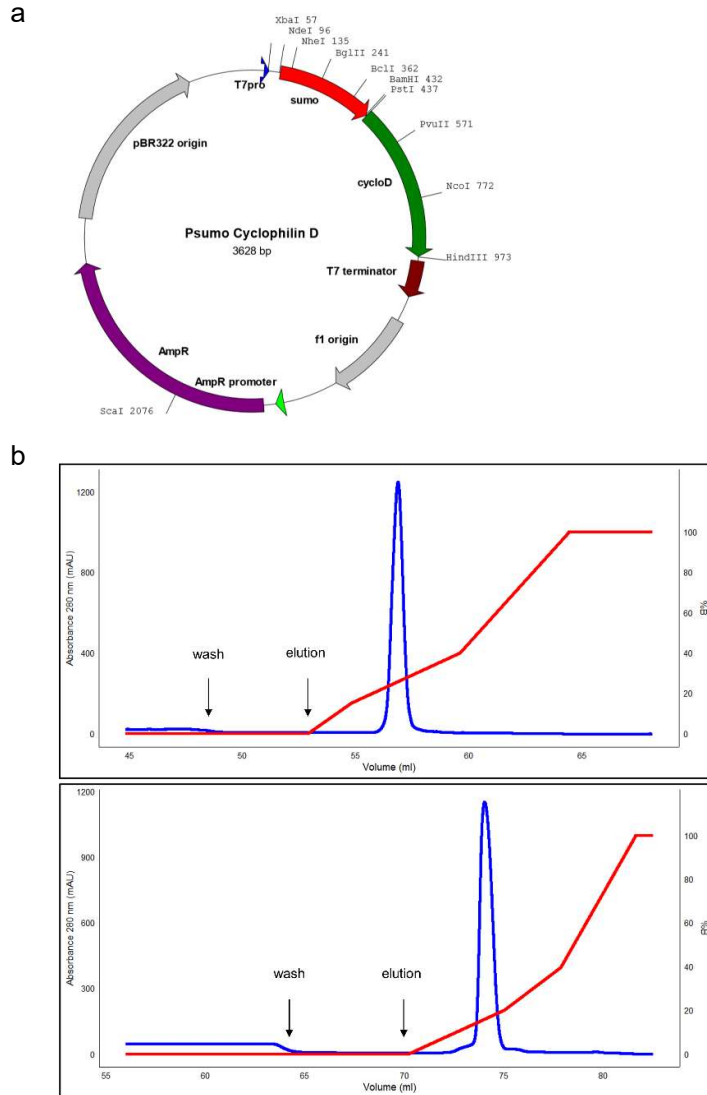 a
XbaI 57
NdeI 96
NheI 135
BglII 241
BclI 362
BamHI 432
PstI 437
T7pro
sumo
PvuII 571
pBR322 origin
cycloD
NcoI 772
Psumo Cyclophilin D
3628 bp
HindIII 973
T7 terminator
f1 origin
AmpR
AmpR promoter
ScaI 2076
b
Absorbance 280 nm (mAU)
1200
800
400
0
wash
elution
100
80
60
40
20
0
%B
45
50
55
60
65
Volume (ml)
Absorbance 280 nm (mAU)
1200
900
600
300
0
wash
elution
100
80
60
40
20
0
%B
55
60
65
70
75
80
Volume (ml)